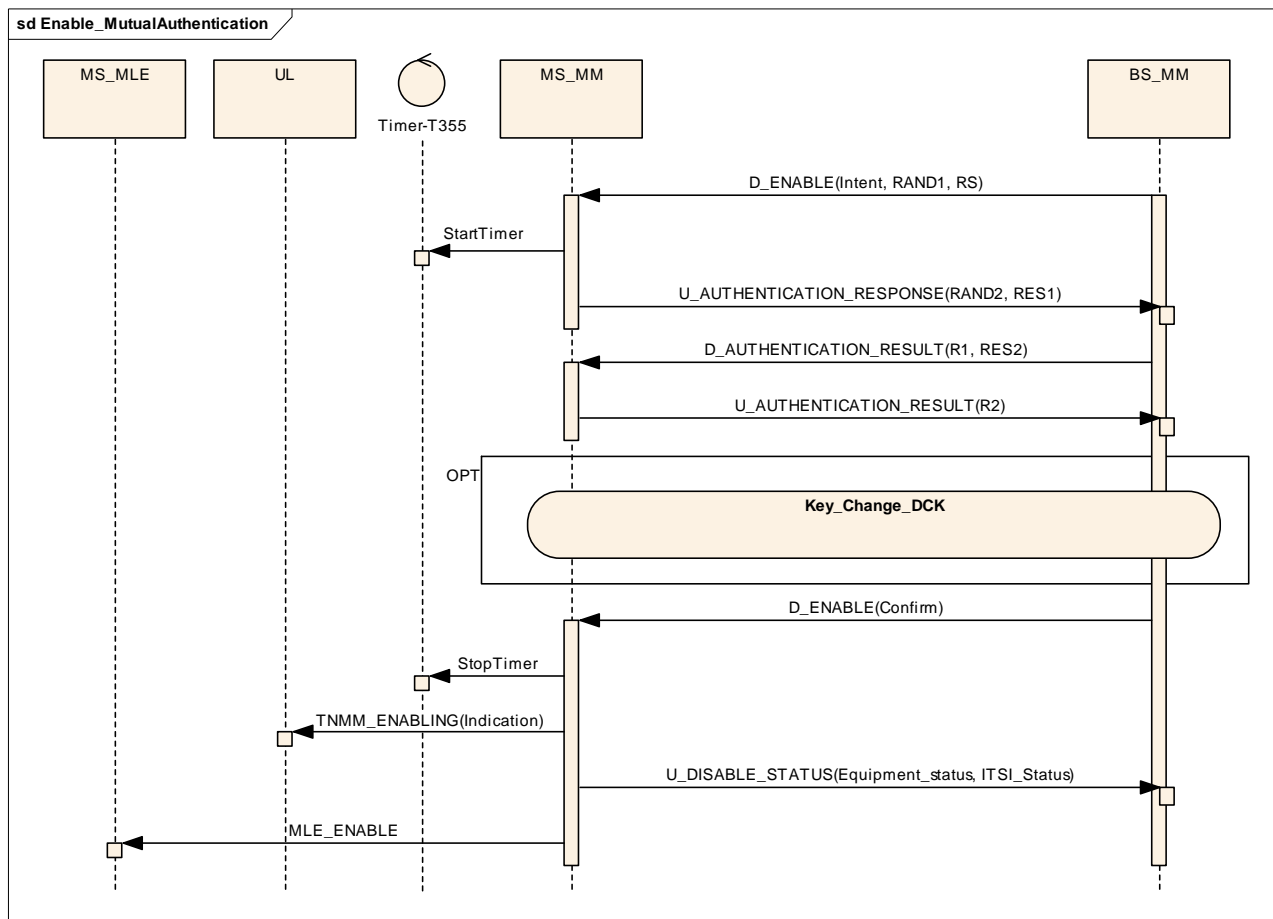 sd Enable_MutualAuthentication
MS_MLE
UL
Timer-T355
MS_MM
BS_MM
D_ENABLE(Intent, RAND1, RS)
StartTimer
U_AUTHENTICATION_RESPONSE(RAND2, RES1)
D_AUTHENTICATION_RESULT(R1, RES2)
U_AUTHENTICATION_RESULT(R2)
OPT
Key_Change_DCK
D_ENABLE(Confirm)
StopTimer
TNMM_ENABLING(Indication)
U_DISABLE_STATUS(Equipment_status, ITSI_Status)
MLE_ENABLE